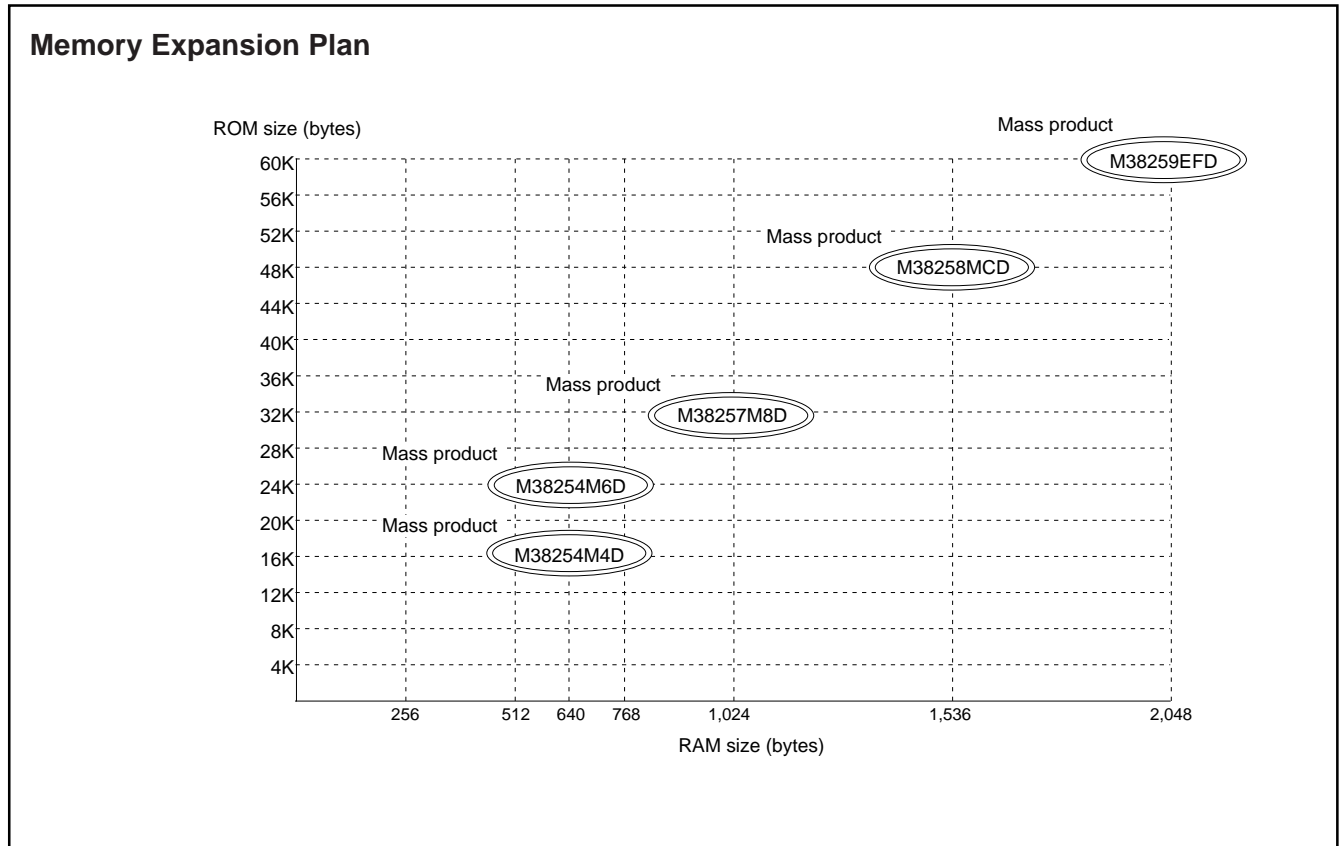 Memory Expansion Plan
ROM size (bytes)
Mass product
60K
M38259EFD
56K
52K
Mass product
48K
M38258MCD
44K
40K
36K
Mass product
32K
M38257M8D
28K
Mass product
24K
M38254M6D
20K
Mass product
16K
M38254M4D
12K
8K
4K
256 512 640 768 1,024 1,536 2,048
RAM size (bytes)